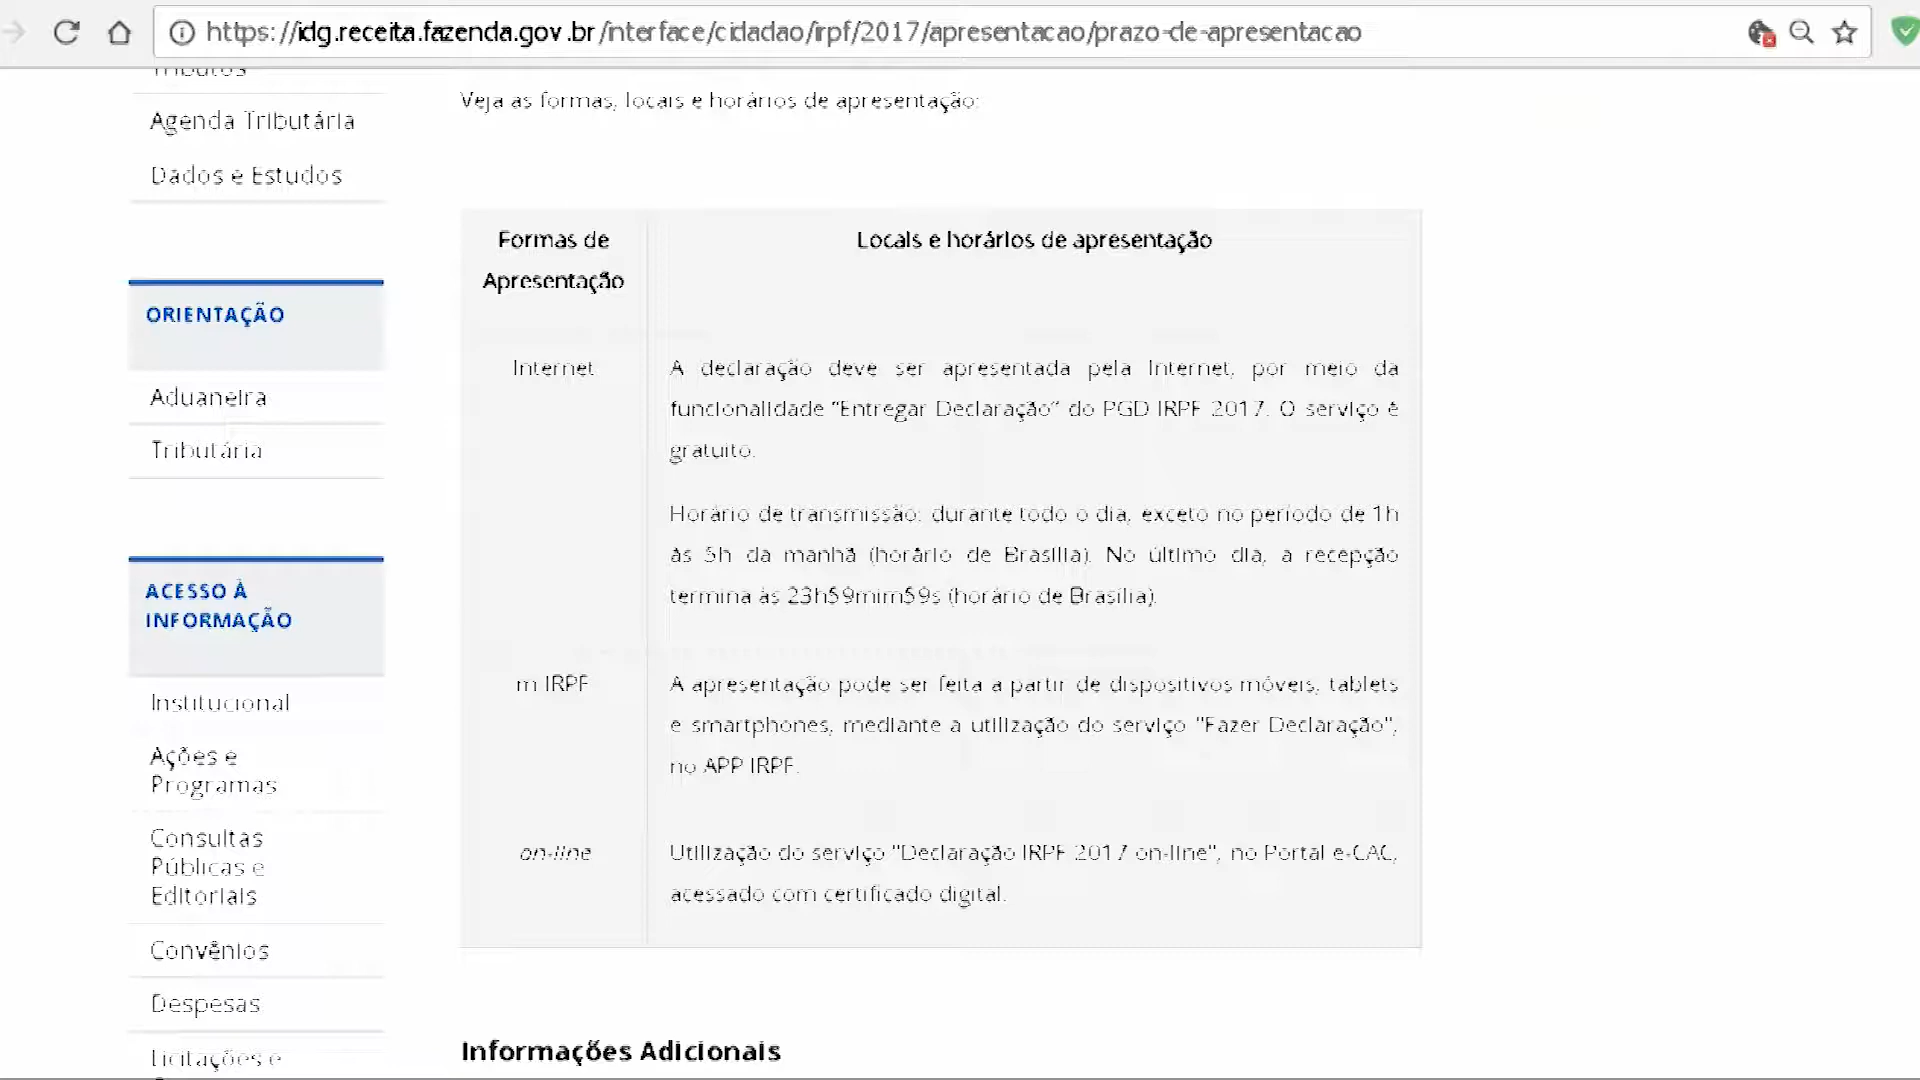 https://idg.receita.fazenda.gov.br/interface/cidadao/irpf/2017/apresentacao/prazo-de-apresentacao
Tributos
Agenda Tributária
Dados e Estudos
ORIENTAÇÃO
Aduaneira
Tributária
ACESSO À
INFORMAÇÃO
Institucional
Ações e
Programas
Consultas
Públicas e
Editoriais
Convênios
Despesas
Licitações e
Veja as formas, locais e horários de apresentação:
Formas de
Apresentação
Locais e horários de apresentação
Internet
A declaração deve ser apresentada pela Internet, por meio da
funcionalidade “Entregar Declaração” do PGD IRPF 2017. O serviço é
gratuito.
Horário de transmissão: durante todo o dia, exceto no período de 1h
às 5h da manhã (horário de Brasília). No último dia, a recepção
termina às 23h59mim59s (horário de Brasília).
m IRPF
A apresentação pode ser feita a partir de dispositivos móveis, tablets
e smartphones, mediante a utilização do serviço "Fazer Declaração",
no APP IRPF.
on-line
Utilização do serviço "Declaração IRPF 2017 on-line", no Portal e-CAC,
acessado com certificado digital.
Informações Adicionais